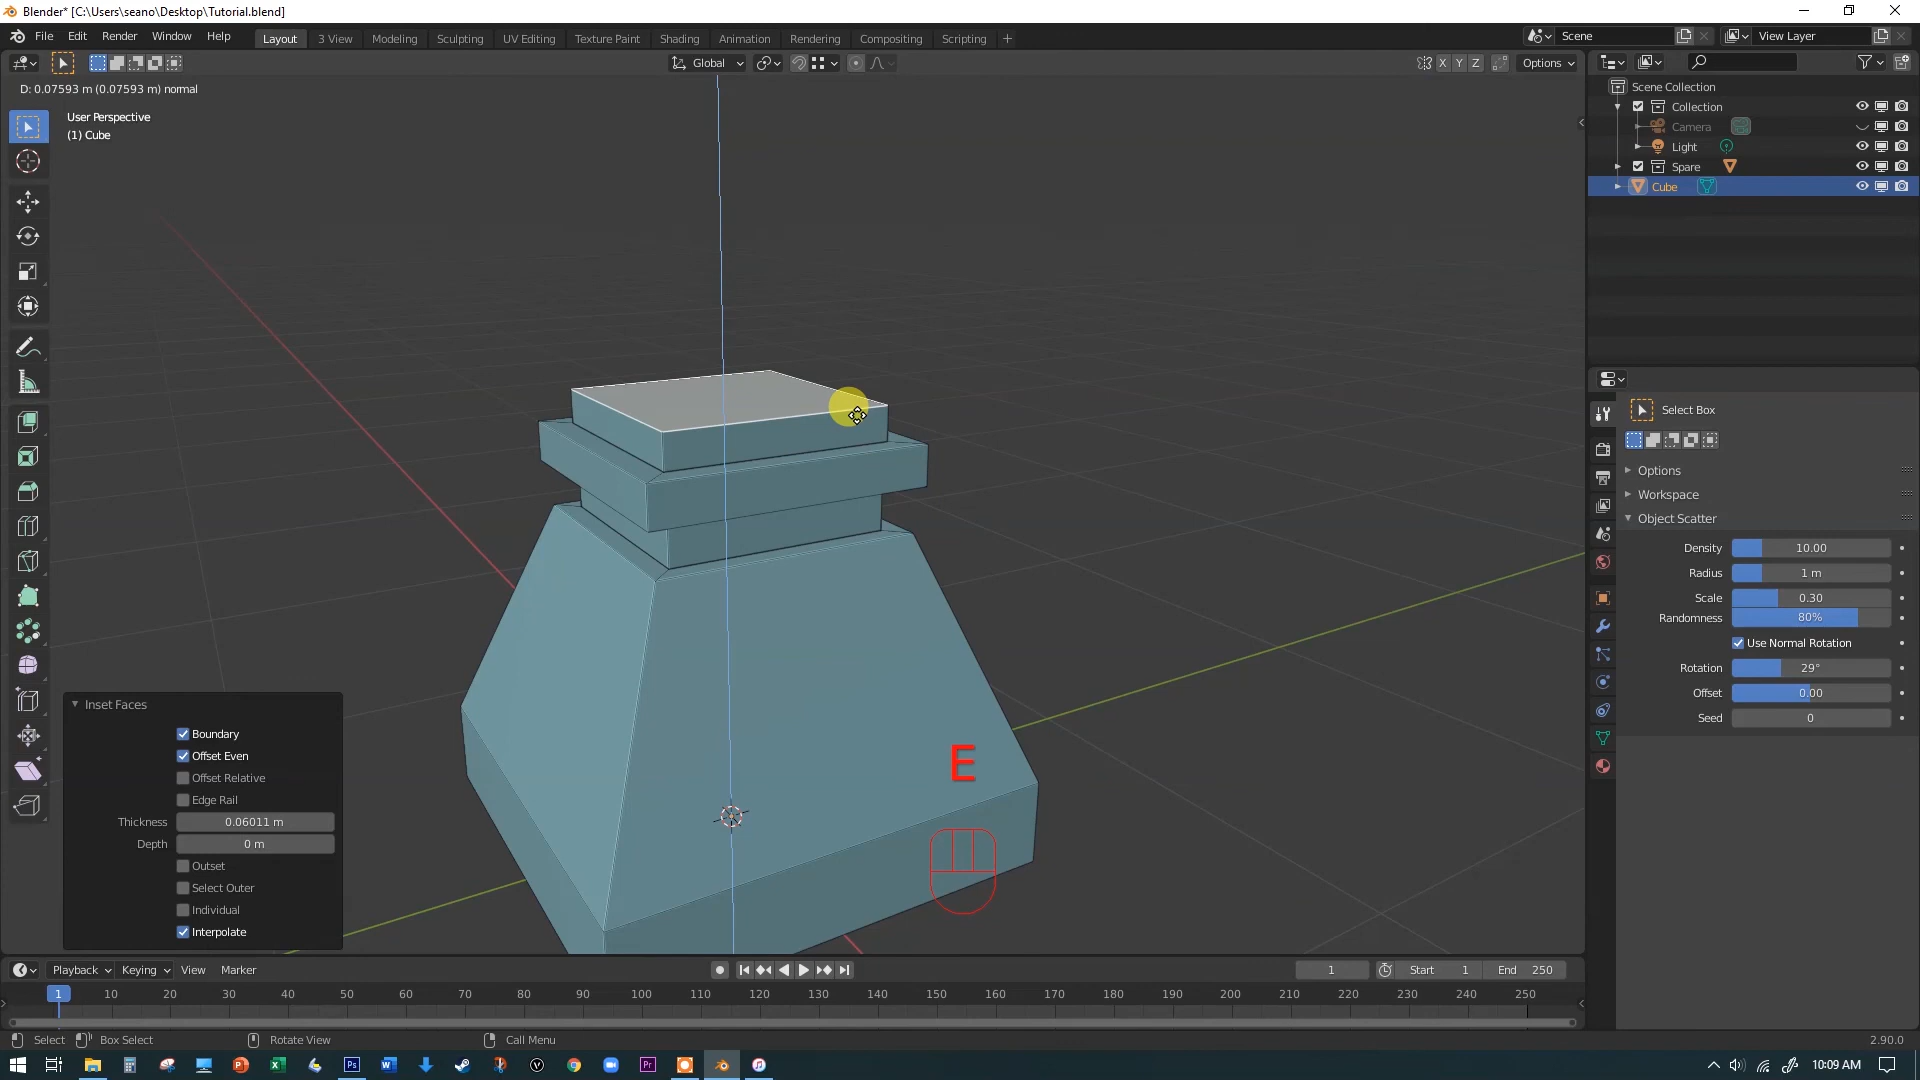 Blender* [C:\Users\seano\Desktop\Tutorial.blend]
File Edit Render Window Help Layout 3 View Modeling Sculpting UV Editing Texture Paint Shading Animation Rendering Compositing Scripting + Scene View Layer
Global X Y Z Options
D: 0.07593 m (0.07593 m) normal
User Perspective
(1) Cube
Scene Collection
Collection
Camera
Light
Spare
Cube
Select Box
Options
Workspace
Object Scatter
Density 10.00
Radius 1 m
Scale 0.30
Randomness 80%
Use Normal Rotation
Rotation 29°
Offset 0.00
Seed 0
Inset Faces
Boundary
Offset Even
Offset Relative
Edge Rail
Thickness 0.06011 m
Depth 0 m
Outset
Select Outer
Individual
Interpolate
E
Playback Keying View Marker 1 Start 1 End 250
1 10 20 30 40 50 60 70 80 90 100 110 120 130 140 150 160 170 180 190 200 210 220 230 240 250
Select Box Select Rotate View Call Menu 2.90.0
10:09 AM